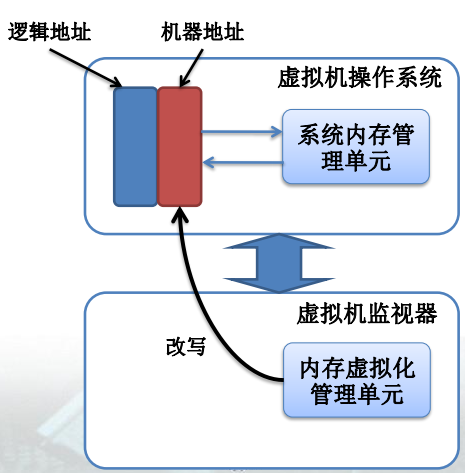 逻辑地址
机器地址
虚拟机操作系统
系统内存管
理单元
虚拟机监视器
改写
内存虚拟化
管理单元